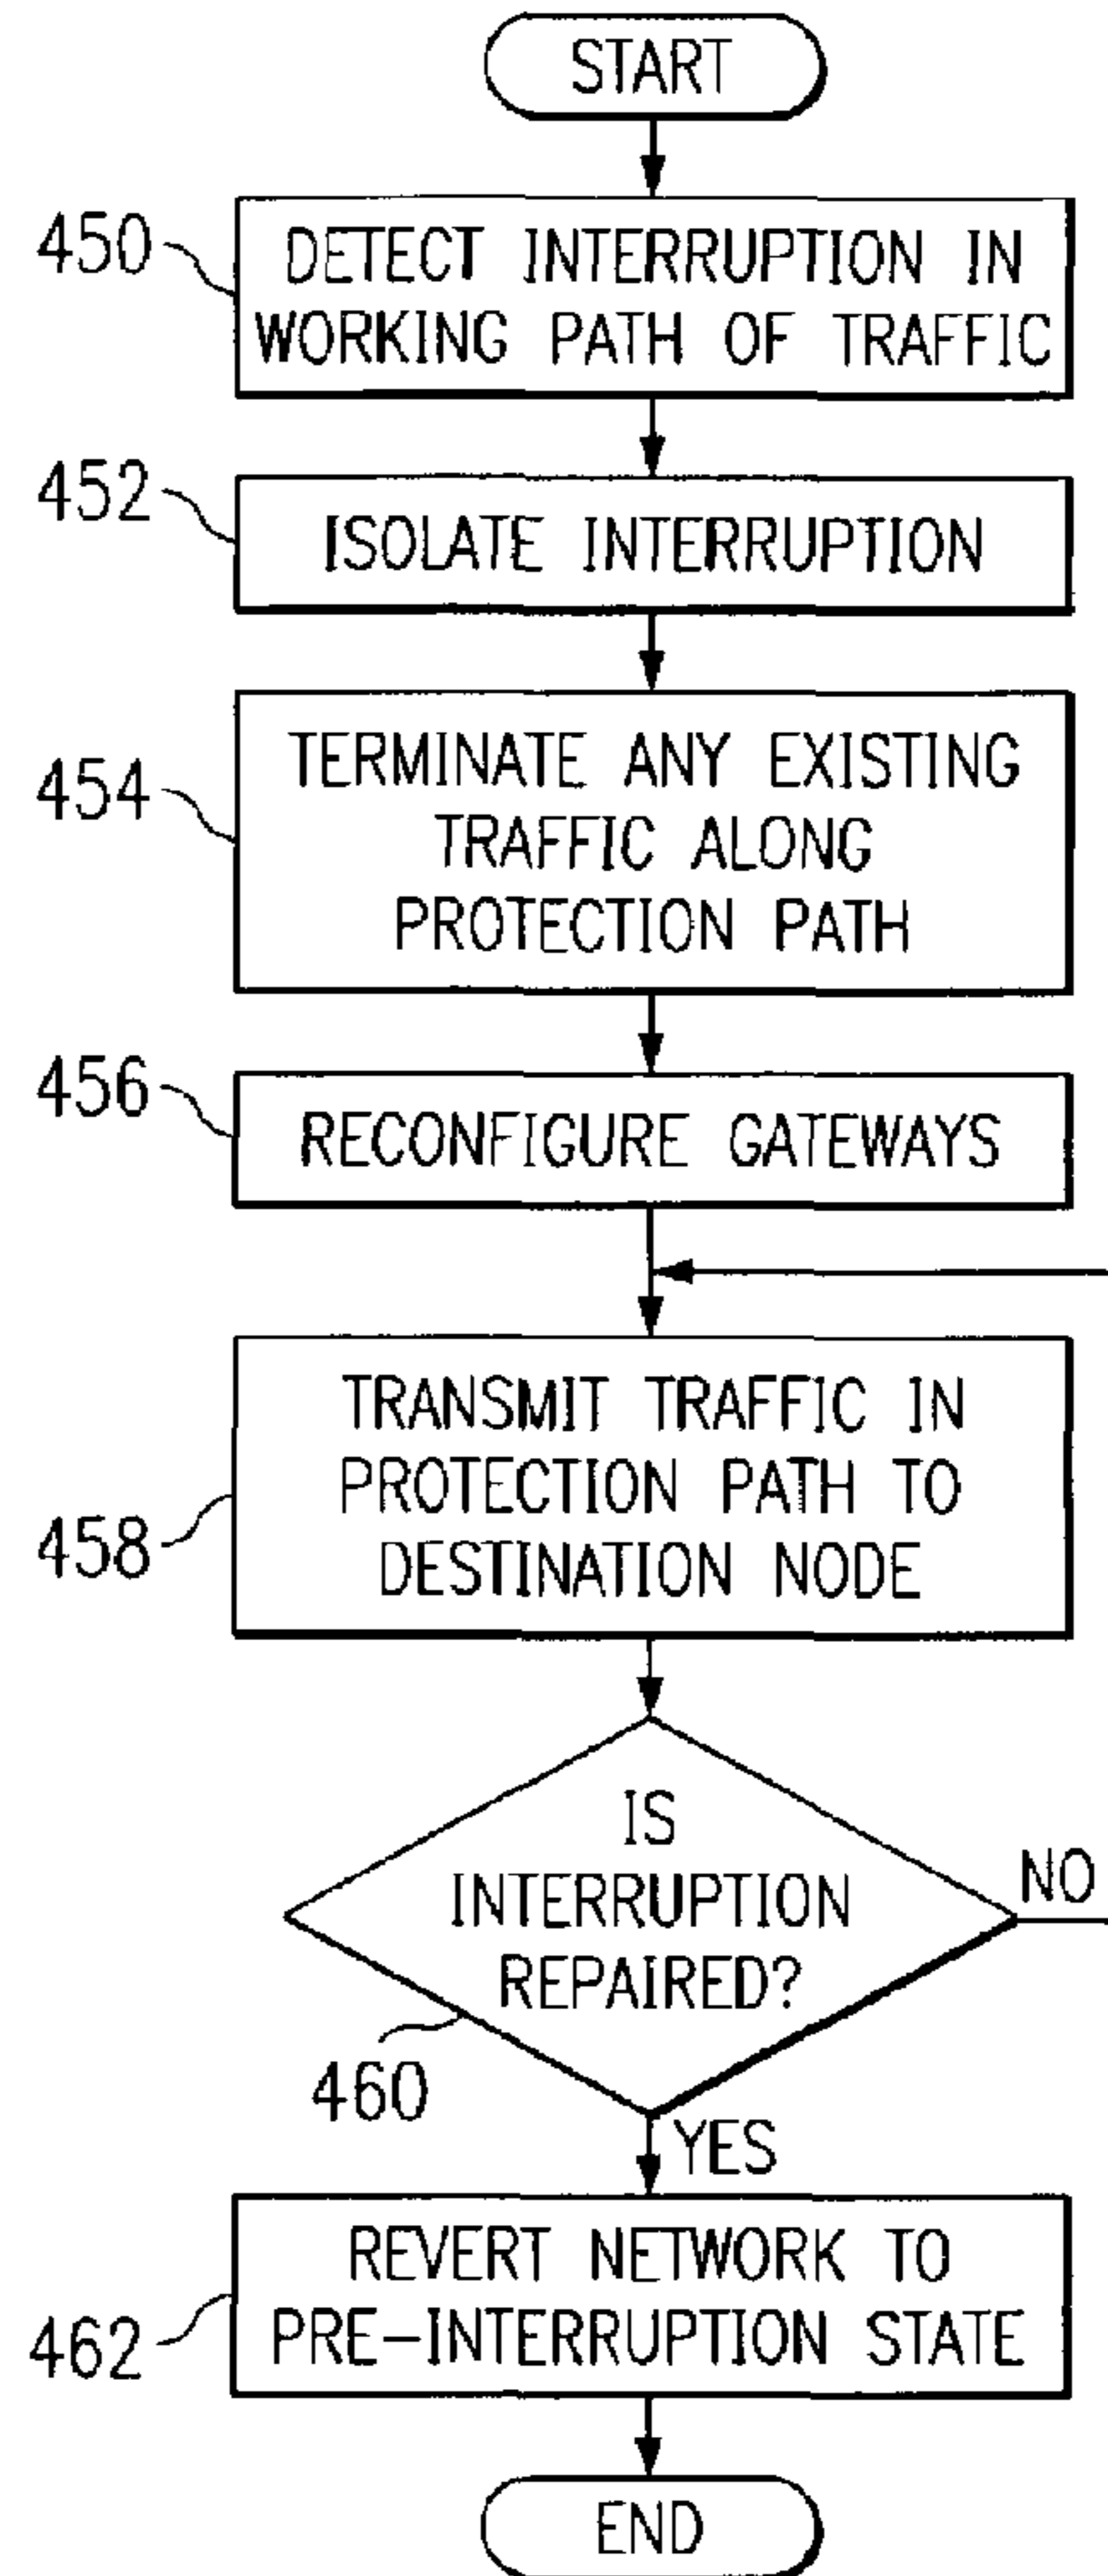 START
450
DETECT INTERRUPTION IN
WORKING PATH OF TRAFFIC
452
ISOLATE INTERRUPTION
454
TERMINATE ANY EXISTING
TRAFFIC ALONG
PROTECTION PATH
456
RECONFIGURE GATEWAYS
458
TRANSMIT TRAFFIC IN
PROTECTION PATH TO
DESTINATION NODE
IS
INTERRUPTION
REPAIRED?
NO
460
YES
462
REVERT NETWORK TO
PRE-INTERRUPTION STATE
END